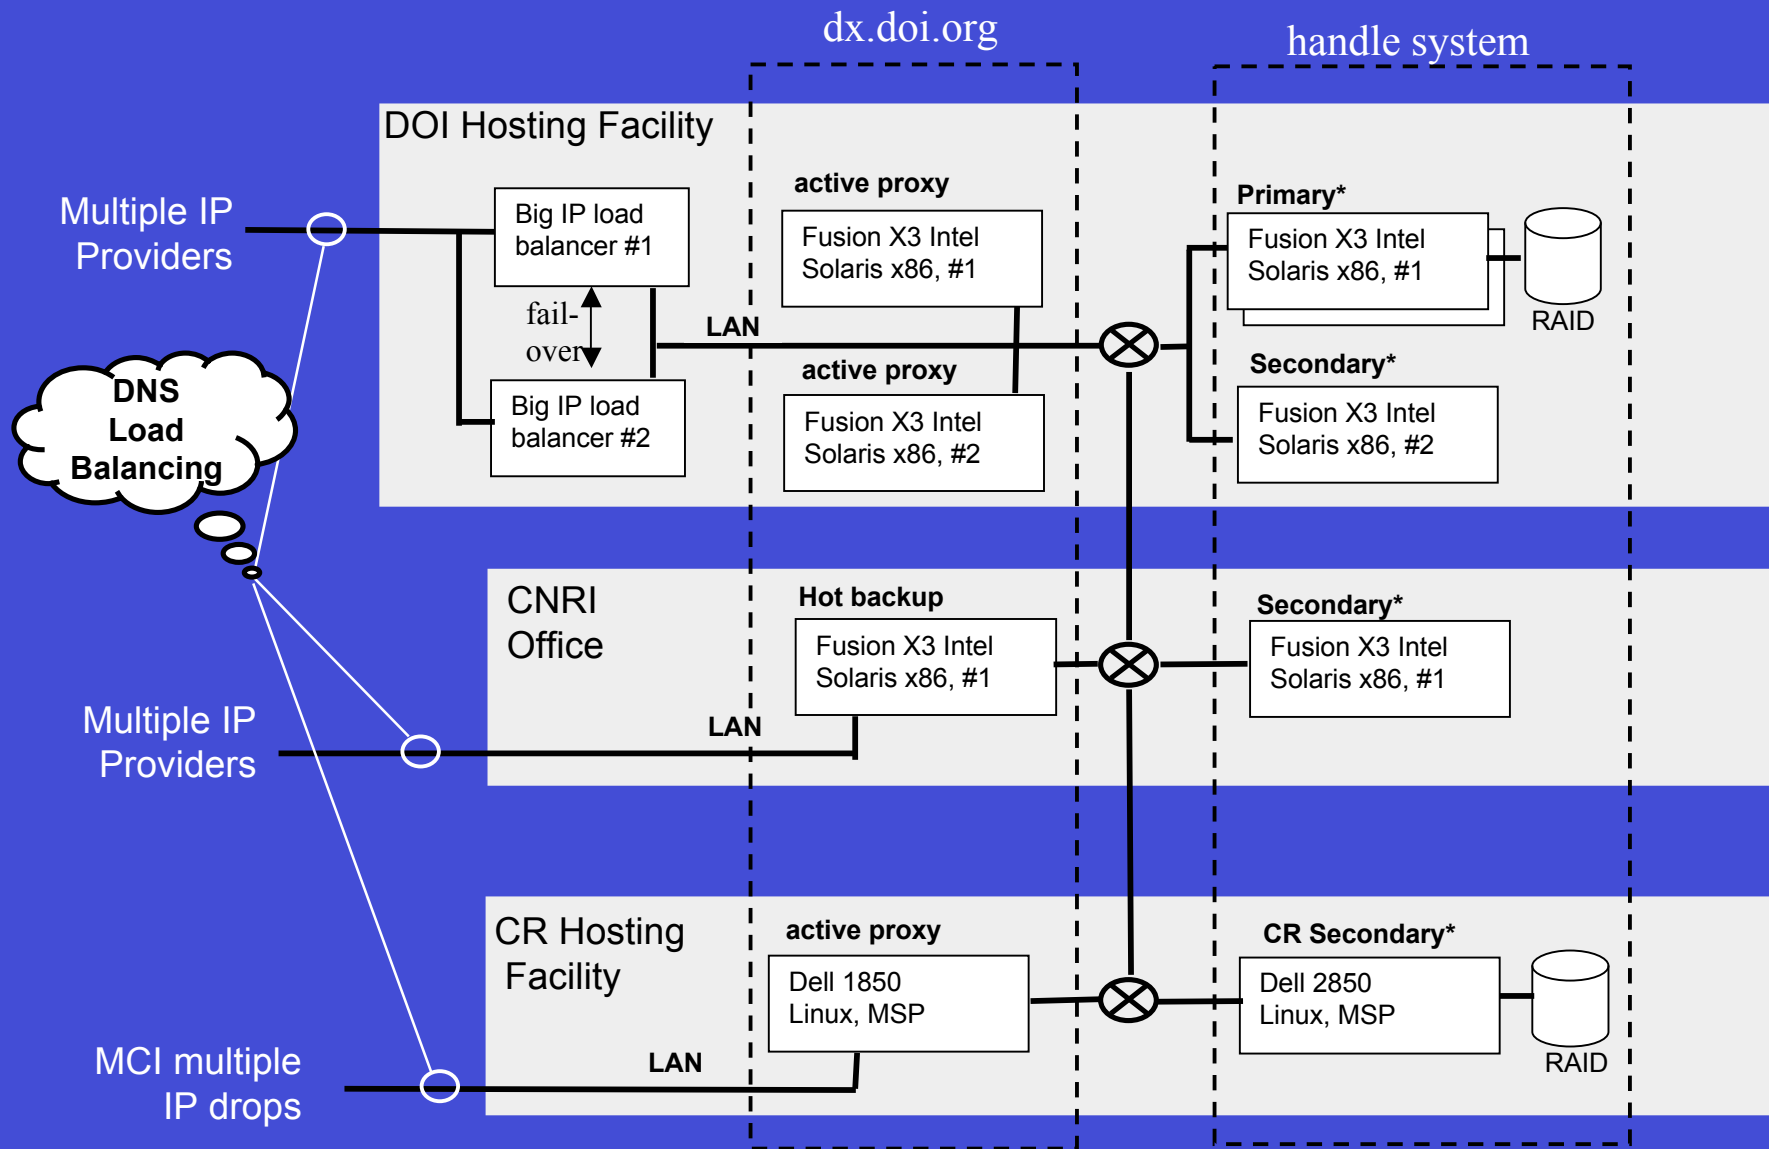 dx.doi.org
handle system
DOI Hosting Facility
Multiple IP
Providers
Big IP load
balancer #1
fail-
over
Big IP load
balancer #2
LAN
active proxy
Fusion X3 Intel
Solaris x86, #1
active proxy
Fusion X3 Intel
Solaris x86, #2
Primary*
Fusion X3 Intel
Solaris x86, #1
RAID
Secondary*
Fusion X3 Intel
Solaris x86, #2
DNS
Load
Balancing
CNRI
Office
Hot backup
Fusion X3 Intel
Solaris x86, #1
Secondary*
Fusion X3 Intel
Solaris x86, #1
Multiple IP
Providers
LAN
CR Hosting
Facility
active proxy
Dell 1850
Linux, MSP
CR Secondary*
Dell 2850
Linux, MSP
RAID
MCI multiple
IP drops
LAN